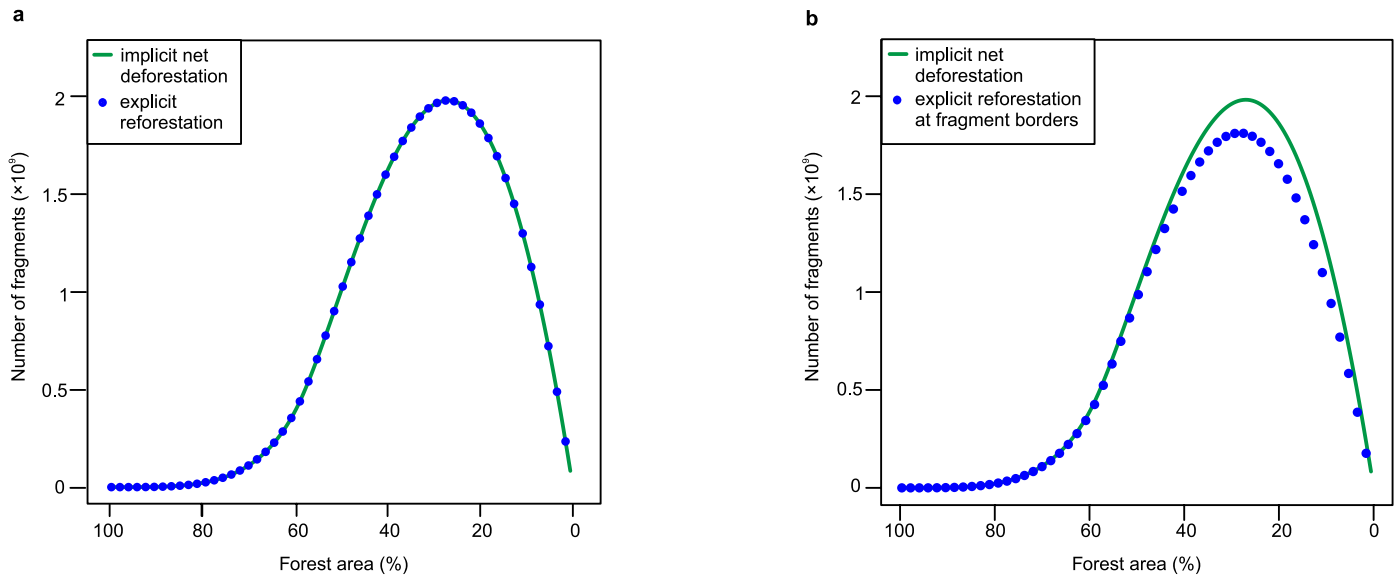 a
implicit net
deforestation
explicit
reforestation
Number of fragments (×10⁹)
2
1.5
1
0.5
0
100
80
60
40
20
0
Forest area (%)
b
implicit net
deforestation
explicit reforestation
at fragment borders
Number of fragments (×10⁹)
2
1.5
1
0.5
0
100
80
60
40
20
0
Forest area (%)